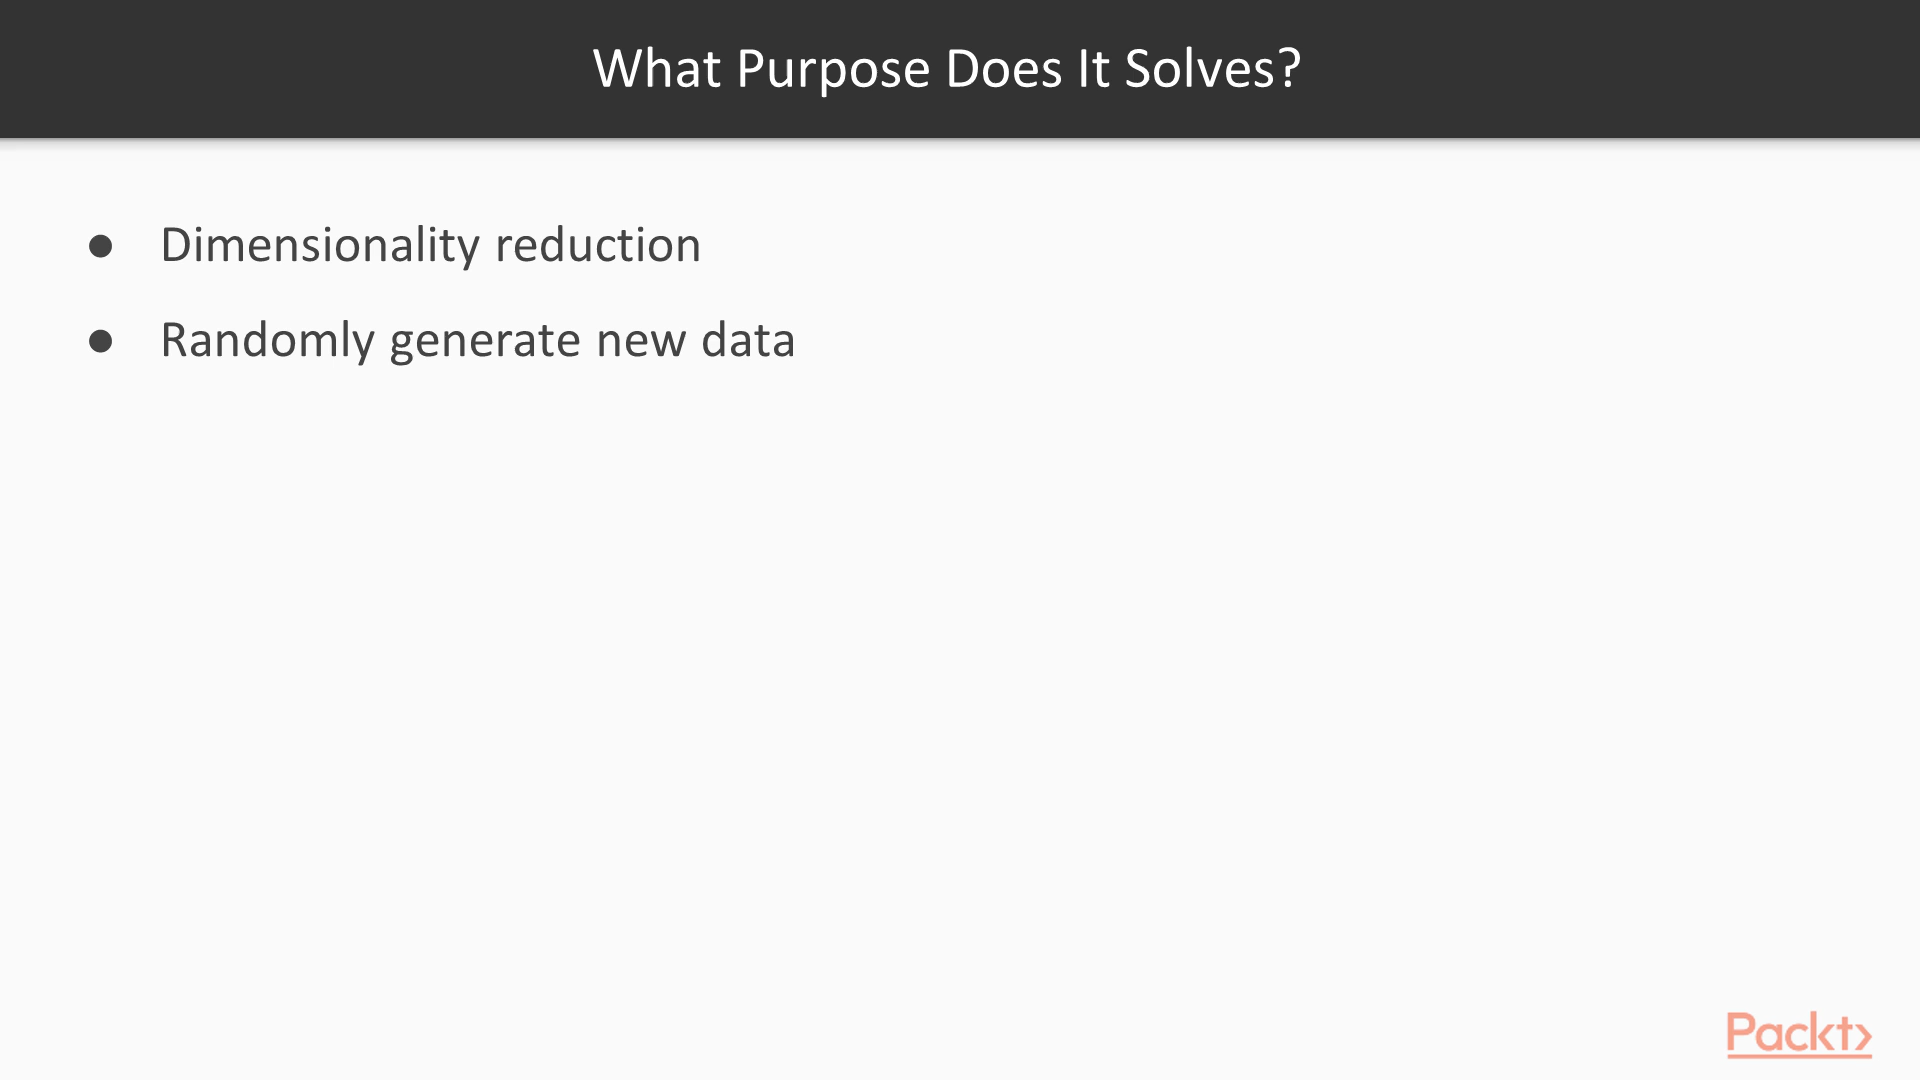 What Purpose Does It Solves?
● Dimensionality reduction
● Randomly generate new data
Packt>